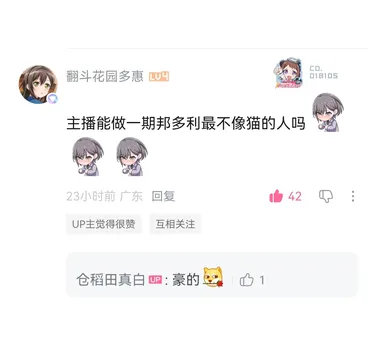 翻斗花园多惠 LV4
CO.
018105
主播能做一期邦多利最不像猫的人吗
23小时前 广东 回复
42
UP主觉得很赞 互相关注
仓稻田真白 UP : 豪的 1